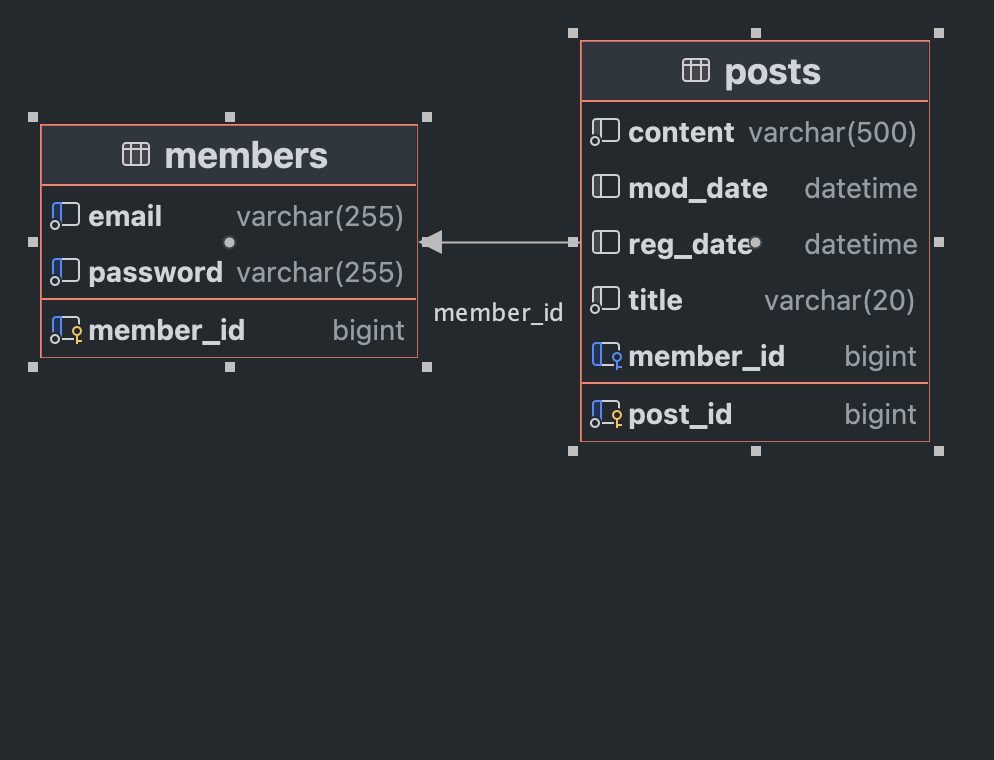 members
email varchar(255)
password varchar(255)
member_id bigint
member_id
posts
content varchar(500)
mod_date datetime
reg_date datetime
title varchar(20)
member_id bigint
post_id bigint